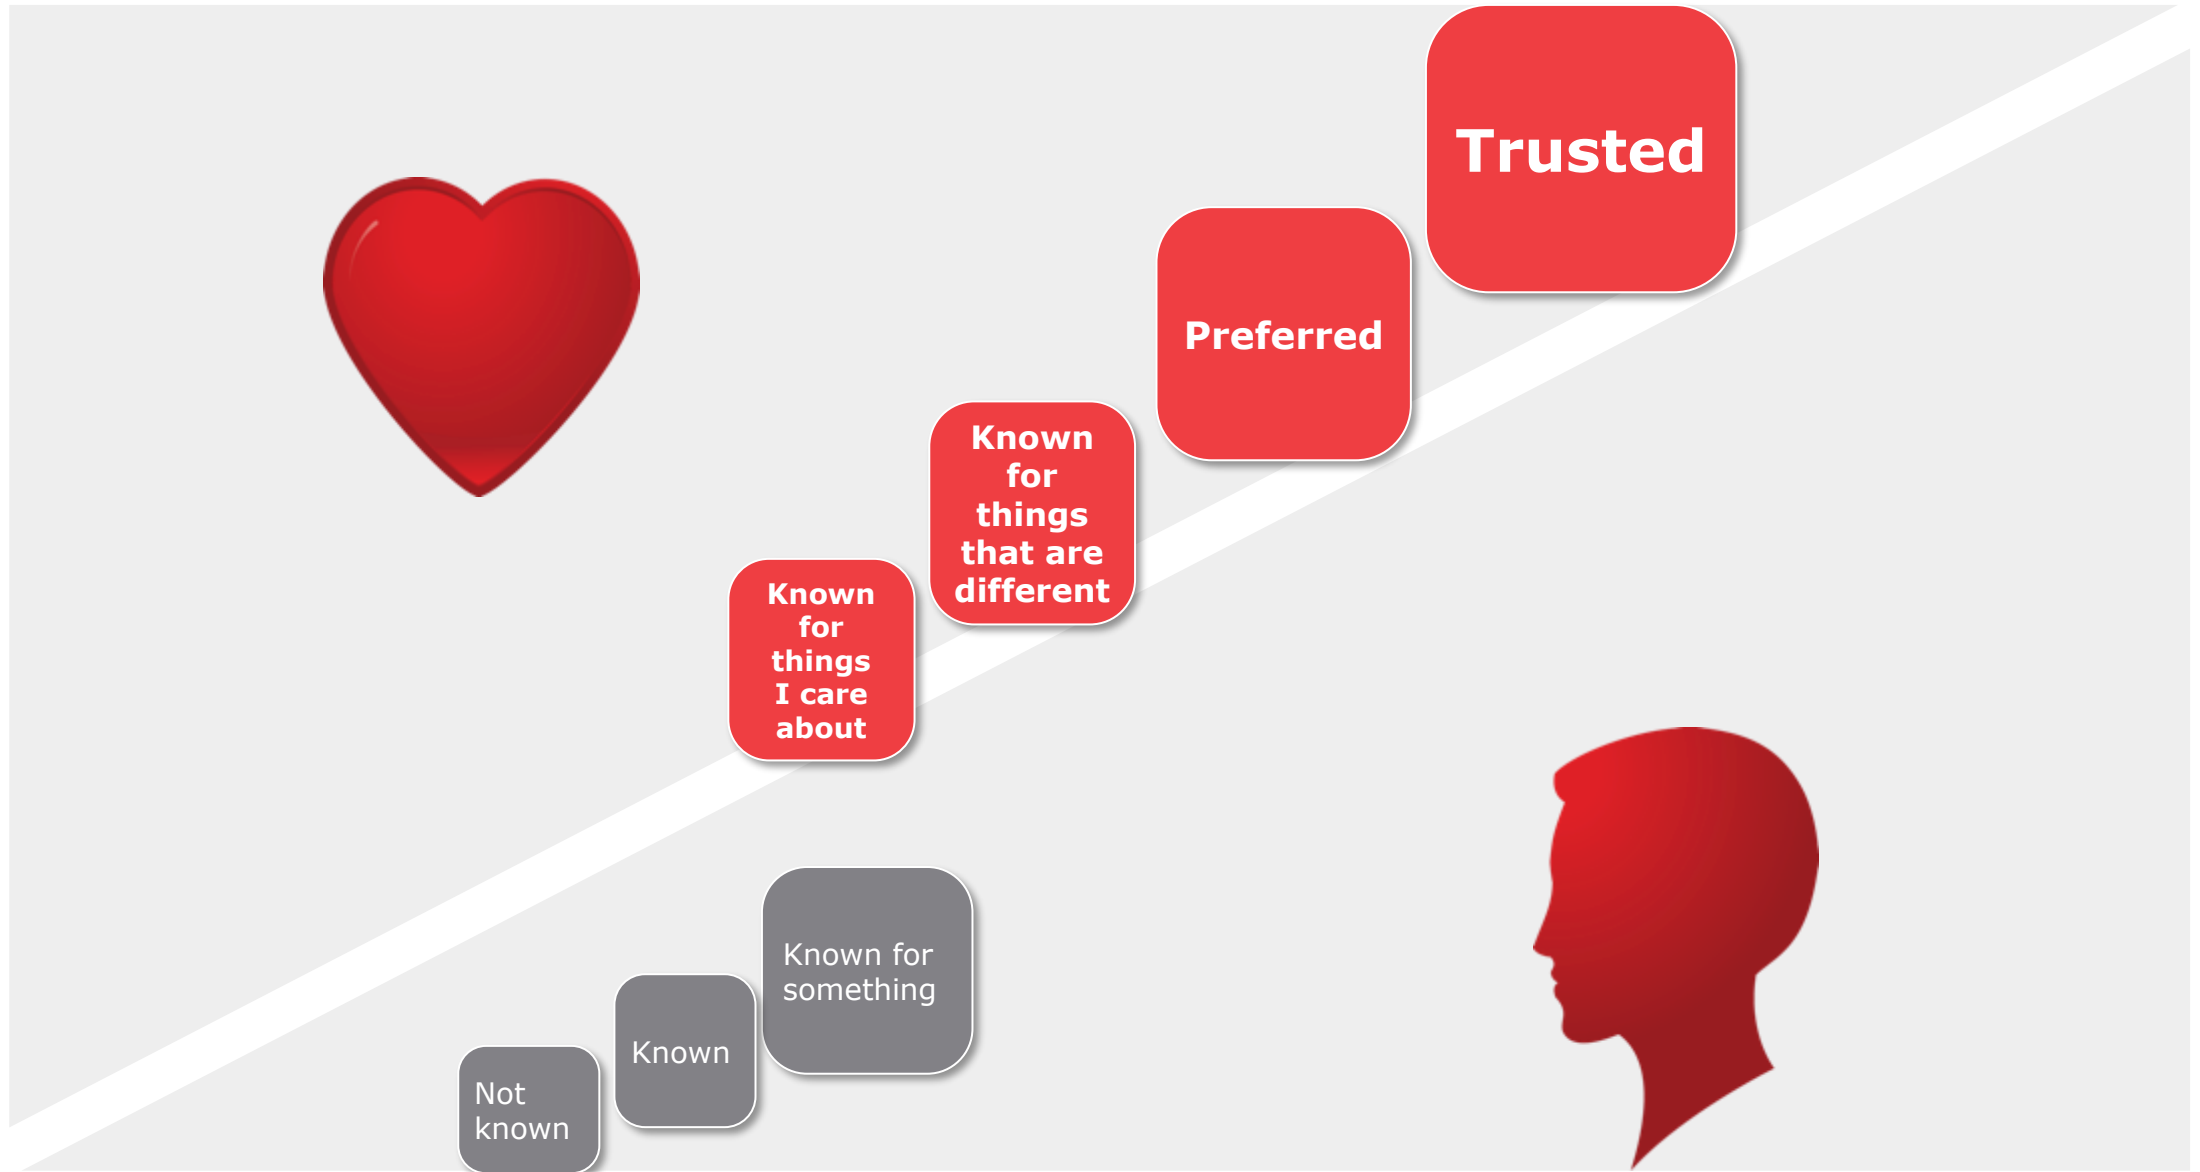 Trusted
Preferred
Known
for
things
that are
different
Known
for
things
I care
about
Known for
something
Known
Not
known